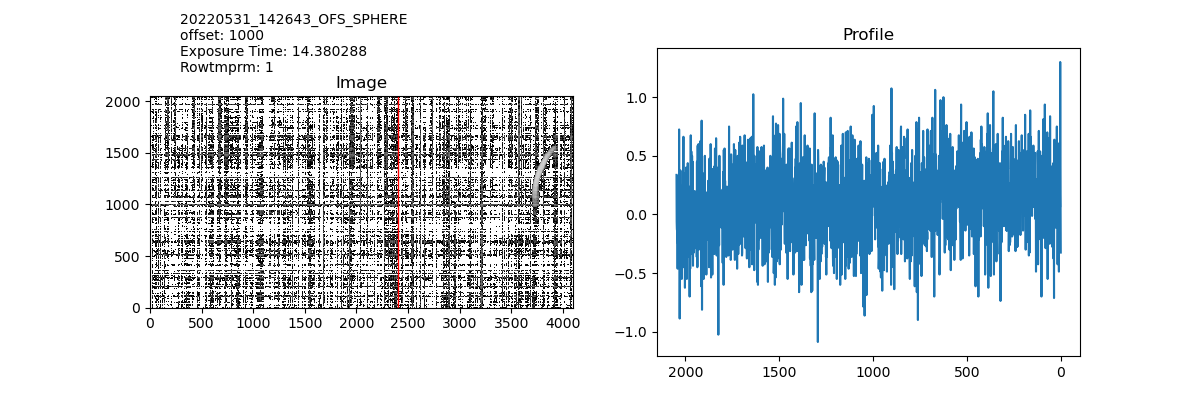 20220531_142643_OFS_SPHERE
offset: 1000
Exposure Time: 14.380288
Rowtmprm: 1
Image
2000
1500
1000
500
0
0 500 1000 1500 2000 2500 3000 3500 4000
Profile
1.0
0.5
0.0
−0.5
−1.0
2000 1500 1000 500 0